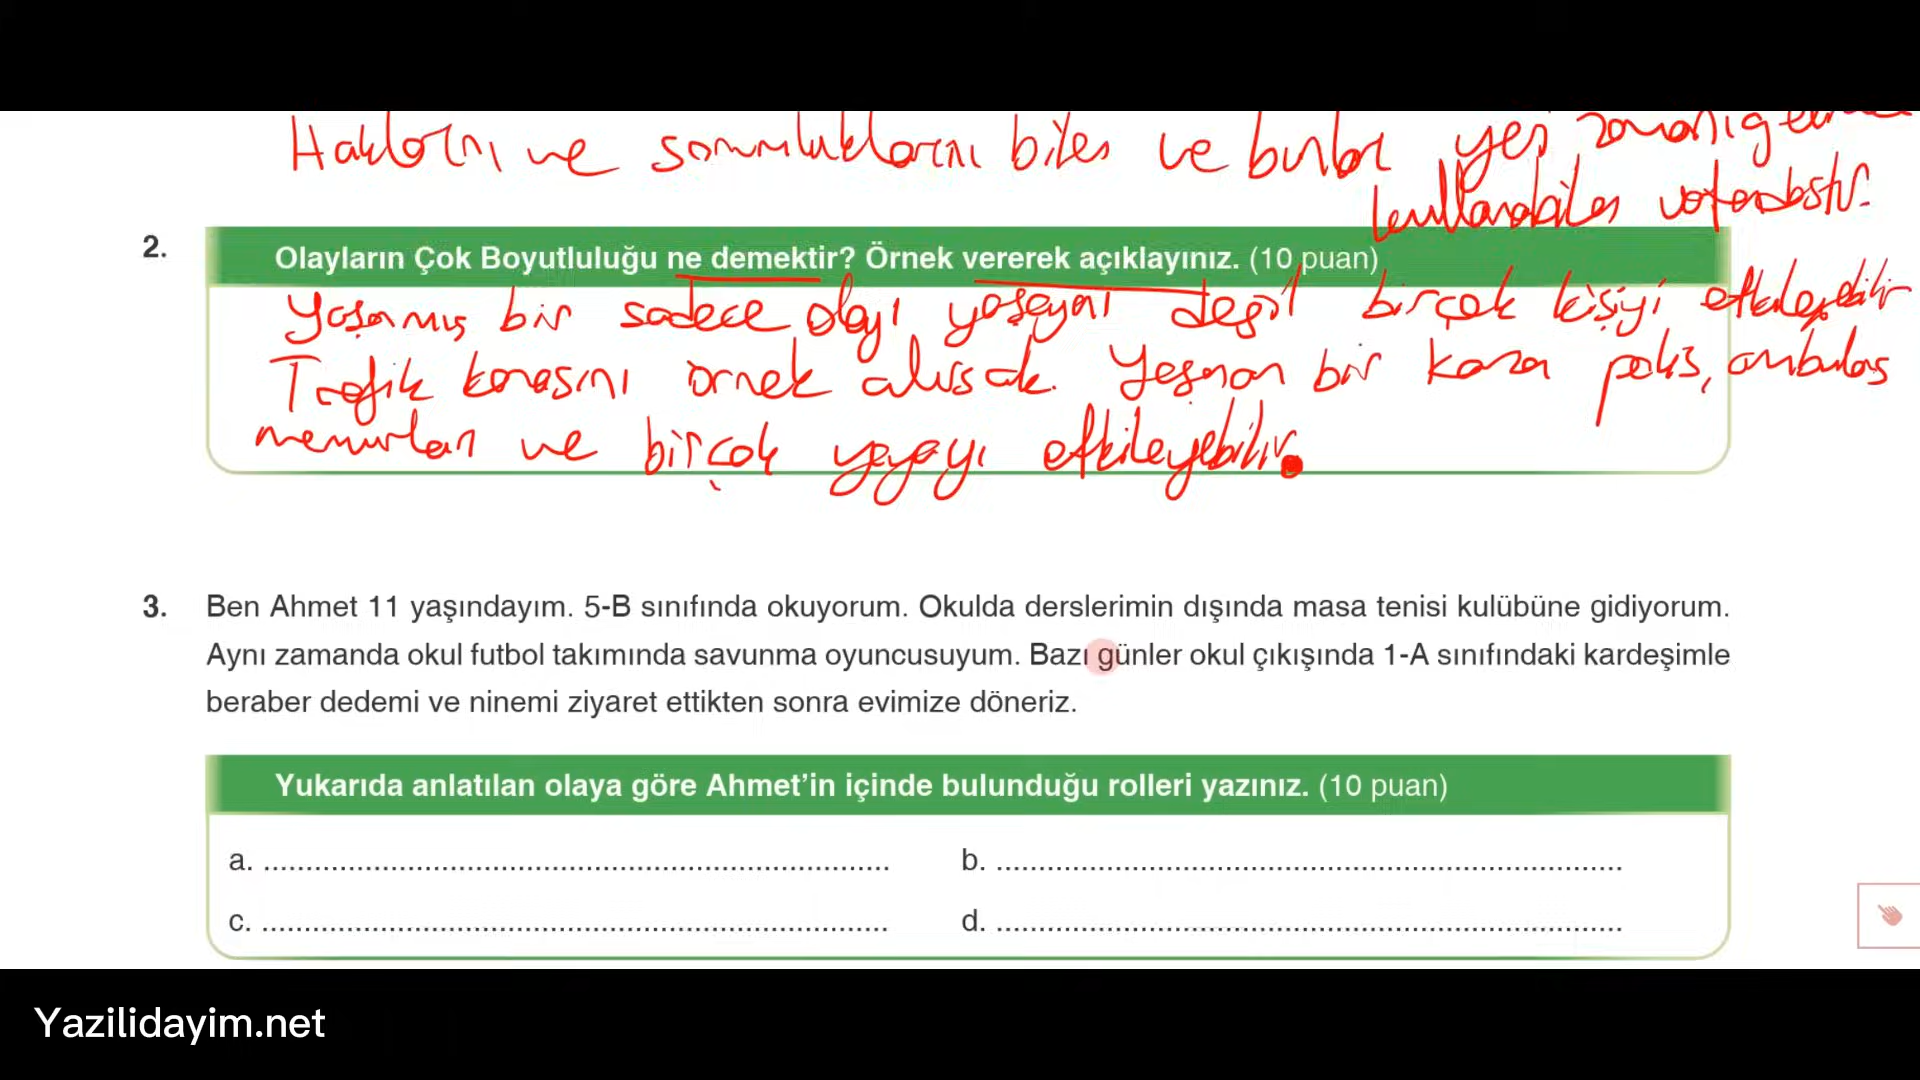 Haklarını ve sorumluluklarını bilen ve bunları yeri zamanı gelince
kullanabilen vatandaştır.
2. Olayların Çok Boyutluluğu ne demektir? Örnek vererek açıklayınız. (10 puan)
Yaşanmış bir sadece olayı yaşayanı değil birçok kişiyi etkileyebilir
Trafik kazasını örnek alırsak. Yaşanan bir kaza polis, ambulans
memurları ve birçok yayayı etkileyebilir.
3. Ben Ahmet 11 yaşındayım. 5-B sınıfında okuyorum. Okulda derslerimin dışında masa tenisi kulübüne gidiyorum.
Aynı zamanda okul futbol takımında savunma oyuncusuyum. Bazı günler okul çıkışında 1-A sınıfındaki kardeşimle
beraber dedemi ve ninemi ziyaret ettikten sonra evimize döneriz.
Yukarıda anlatılan olaya göre Ahmet'in içinde bulunduğu rolleri yazınız. (10 puan)
a. .......................................................................... b. ..........................................................................
c. .......................................................................... d. ..........................................................................
Yazilidayim.net